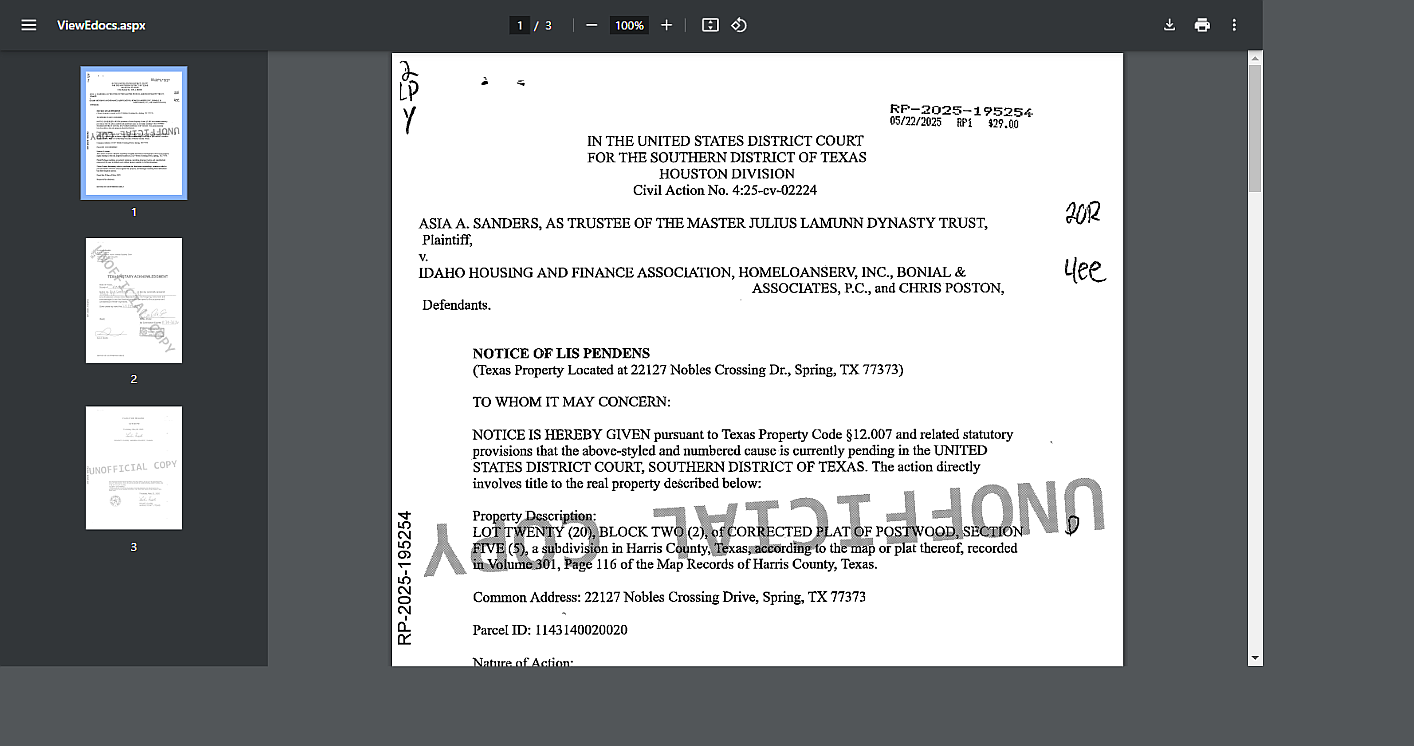 ViewEdocs.aspx
1 / 3
100%
1
2
3
2
LP
Y
RP-2025-195254
05/22/2025 RP1 $29.00
IN THE UNITED STATES DISTRICT COURT
FOR THE SOUTHERN DISTRICT OF TEXAS
HOUSTON DIVISION
Civil Action No. 4:25-cv-02224
20R
ASIA A. SANDERS, AS TRUSTEE OF THE MASTER JULIUS LAMUNN DYNASTY TRUST,
Plaintiff,
v.
4ee
IDAHO HOUSING AND FINANCE ASSOCIATION, HOMELOANSERV, INC., BONIAL &
ASSOCIATES, P.C., and CHRIS POSTON,
Defendants.
NOTICE OF LIS PENDENS
(Texas Property Located at 22127 Nobles Crossing Dr., Spring, TX 77373)
TO WHOM IT MAY CONCERN:
NOTICE IS HEREBY GIVEN pursuant to Texas Property Code §12.007 and related statutory
provisions that the above-styled and numbered cause is currently pending in the UNITED
STATES DISTRICT COURT, SOUTHERN DISTRICT OF TEXAS. The action directly
involves title to the real property described below:
UNOFFICIAL COPY
Property Description:
LOT TWENTY (20), BLOCK TWO (2), of CORRECTED PLAT OF POSTWOOD, SECTION
D
FIVE (5), a subdivision in Harris County, Texas, according to the map or plat thereof, recorded
in Volume 301, Page 116 of the Map Records of Harris County, Texas.
Common Address: 22127 Nobles Crossing Drive, Spring, TX 77373
Parcel ID: 1143140020020
Nature of Action:
RP-2025-195254
UNOFFICIAL COPY
UNOFFICIAL COPY
UNOFFICIAL COPY